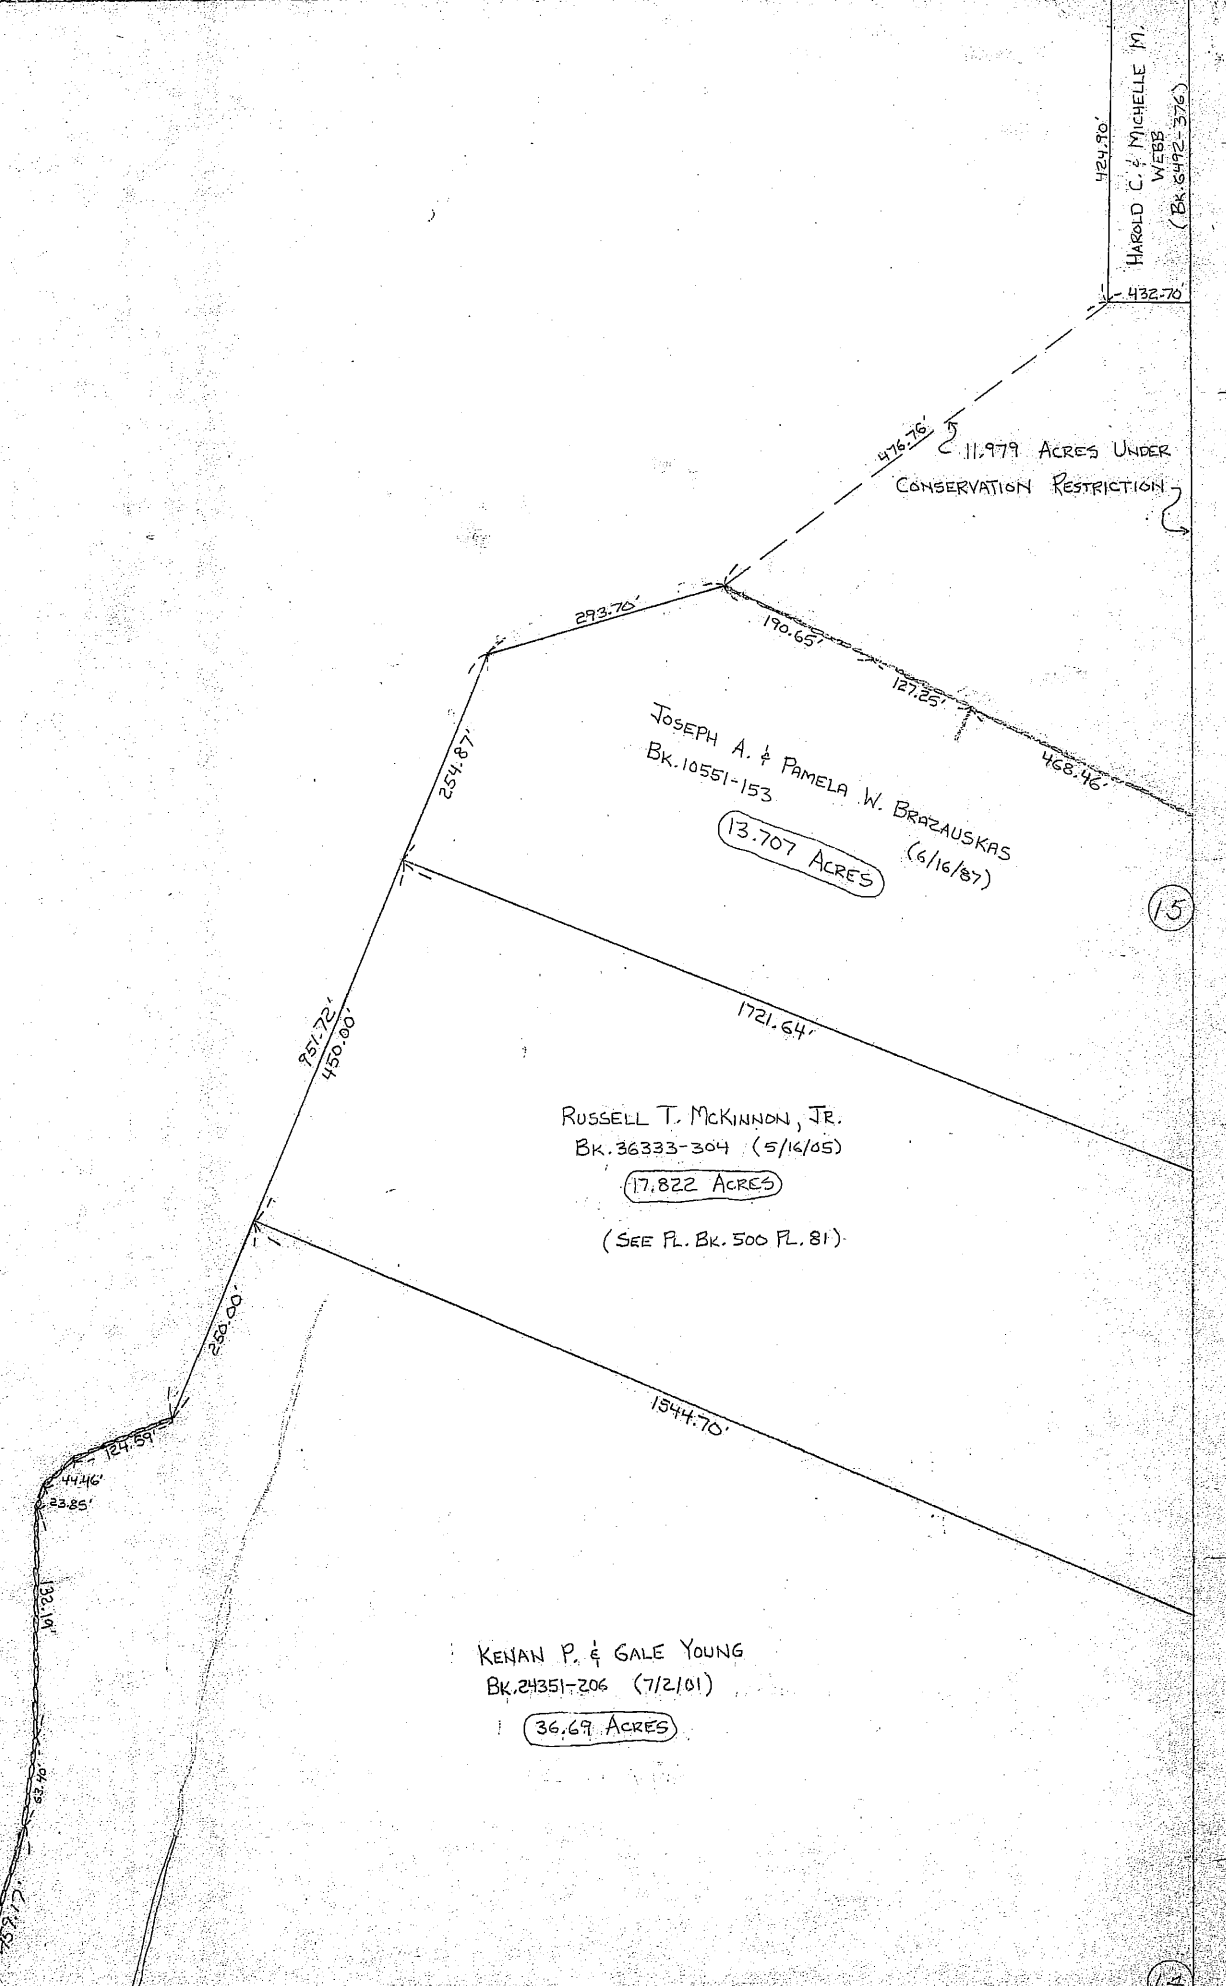 424.90'
HAROLD C. & MICHELLE M.
WEBB
(BK. 6492-376)
432.70'
476.76'
11.979 ACRES UNDER
CONSERVATION RESTRICTION
293.70'
190.65'
127.25'
468.46'
254.87'
JOSEPH A. & PAMELA W. BRAZAUSKAS
BK. 10551-153
(6/16/87)
13.707 ACRES
15
1721.64'
951.72'
450.00'
RUSSELL T. MCKINNON, JR.
BK. 36333-304 (5/16/05)
17.822 ACRES
(SEE PL. BK. 500 PL. 81)
250.00'
1544.70'
124.59'
44.46'
23.85'
132.19'
KENAN P. & GALE YOUNG
BK. 24351-206 (7/2/01)
36.69 ACRES
63.40'